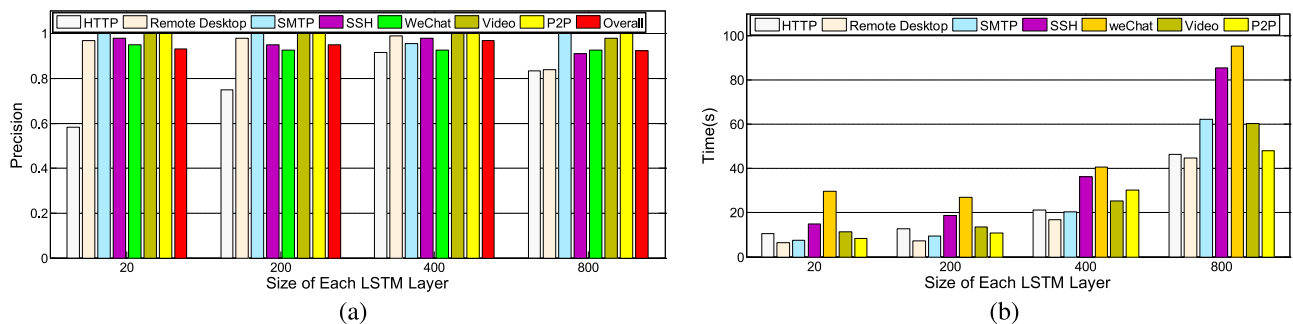 HTTP Remote Desktop SMTP SSH WeChat Video P2P Overall
1
0.8
0.6
0.4
0.2
0
Precision
20 200 400 800
Size of Each LSTM Layer
(a)
HTTP Remote Desktop SMTP SSH weChat Video P2P
100
80
60
40
20
0
Time(s)
20 200 400 800
Size of Each LSTM Layer
(b)